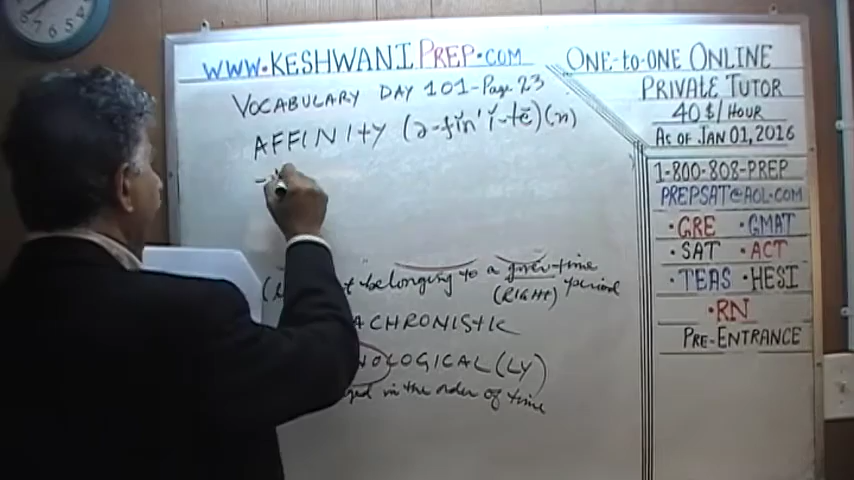 WWW.KESHWANIPREP.COM
VOCABULARY DAY 101-Page 23
AFFINITY (ə-fĭn'ĭ-tē)(n)
belonging to a given-time
(RIGHT) period
ACHRONISTIC
NOLOGICAL(LY)
in the order of time
ONE-to-ONE ONLINE
PRIVATE TUTOR
40 $/HOUR
AS OF JAN 01, 2016
1-800-808-PREP
PREPSAT@AOL.COM
•GRE •GMAT
•SAT •ACT
•TEAS •HESI
•RN
PRE-ENTRANCE